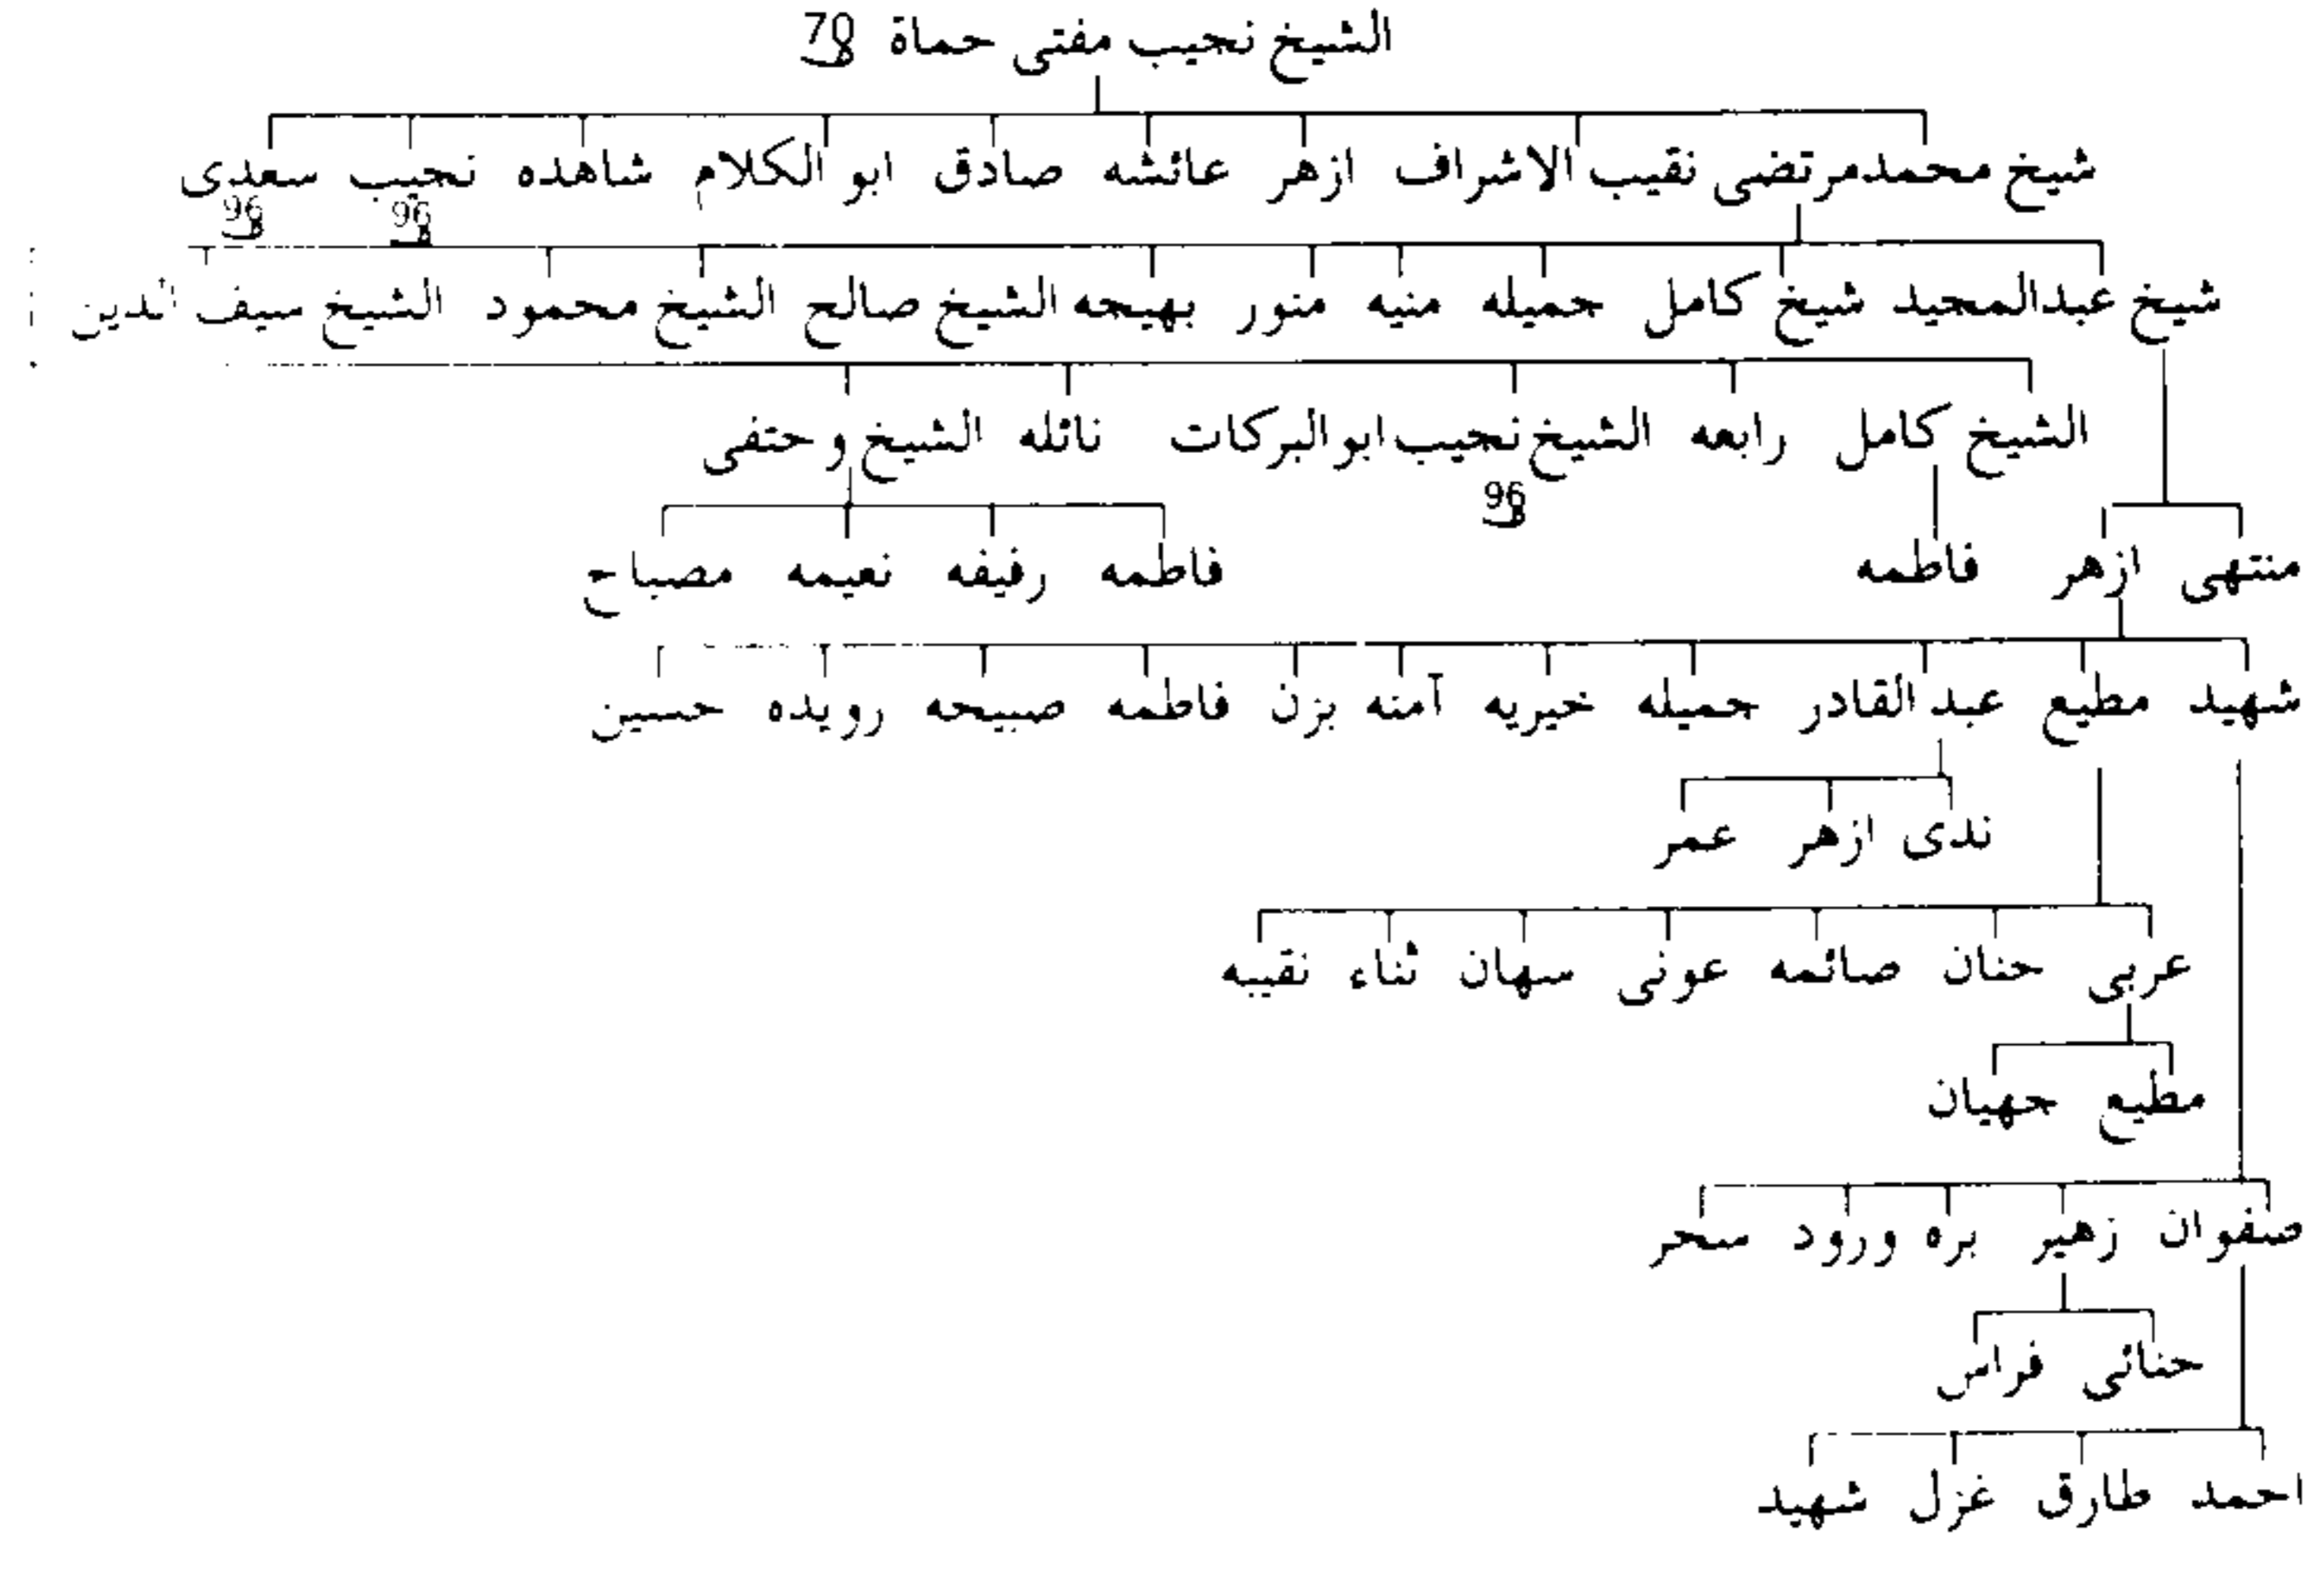 الشيخ نجيب مفتى حماة 70
شيخ محمدمرتضى نقيب الاشراف ازهر عائشه صادق ابو الكلام شاهده نجيب سعدى
96 96
شيخ عبدالمجيد شيخ كامل جميله منيه منور بهيجه الشيخ صالح الشيخ محمود الشيخ سيف الدين
الشيخ كامل رابعه الشيخ نجيب ابوالبركات نائله الشيخ وحتفى
96
منتهى ازهر فاطمه فاطمه رفيفه نعيمه مصباح
شهيد مطيع عبد القادر جميله خيريه آمنه بزن فاطمه صبيحه رويده حسين
ندى ازهر عمر
عربى حنان صائمه عونى سهان ثناء نقيبه
مطيع جهيان
صفوان زهير بره ورود سحر
حنائى فراس
احمد طارق غزل شهيد